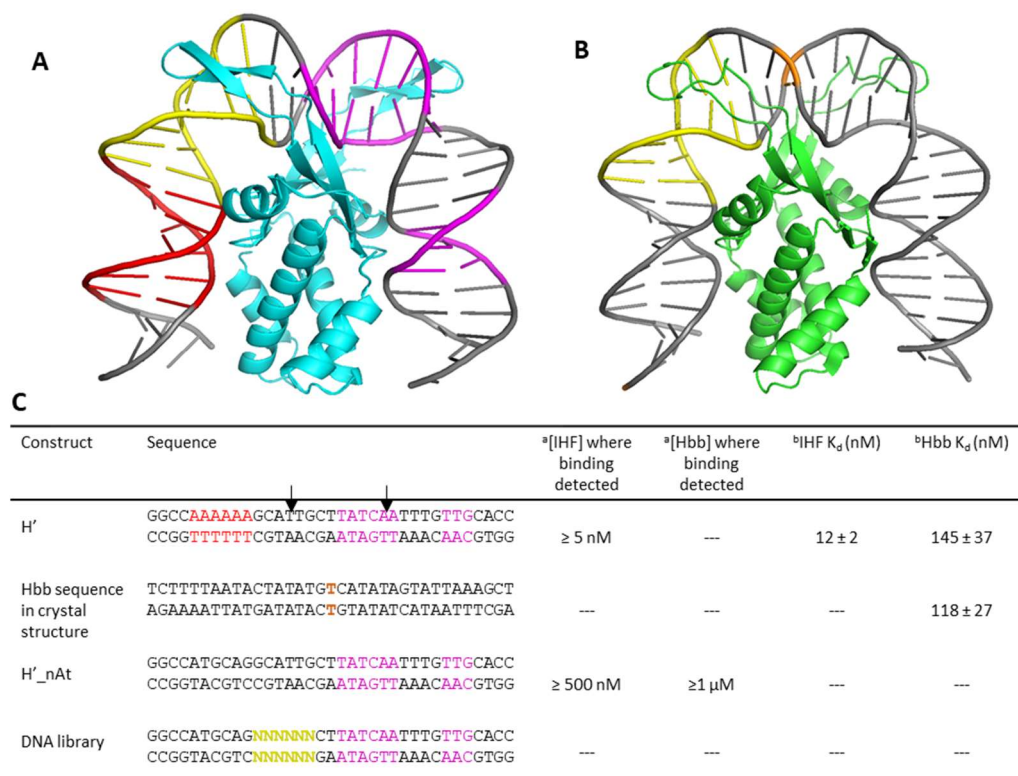 A
B
C
Construct Sequence ᵃ[IHF] where binding detected ᵃ[Hbb] where binding detected ᵇIHF K_d (nM) ᵇHbb K_d (nM)
H′
GGCCAAAAAAGCATTGCTTATCAATTTGTTGCACC
CCGGTTTTTTCGTAACGAATAGTTAAACAACGTGG
≥ 5 nM --- 12 ± 2 145 ± 37
Hbb sequence in crystal structure
TCTTTTAATACTATATGTCATATAGTATTAAAGCT
AGAAAATTATGATATACTGTATATCATAATTTCGA
--- --- --- 118 ± 27
H′_nAt
GGCCATGCAGGCATTGCTTATCAATTTGTTGCACC
CCGGTACGTCCGTAACGAATAGTTAAACAACGTGG
≥ 500 nM ≥1 μM --- ---
DNA library
GGCCATGCAGNNNNNNCTTATCAATTTGTTGCACC
CCGGTACGTCNNNNNNGAATAGTTAAACAACGTGG
--- --- --- ---